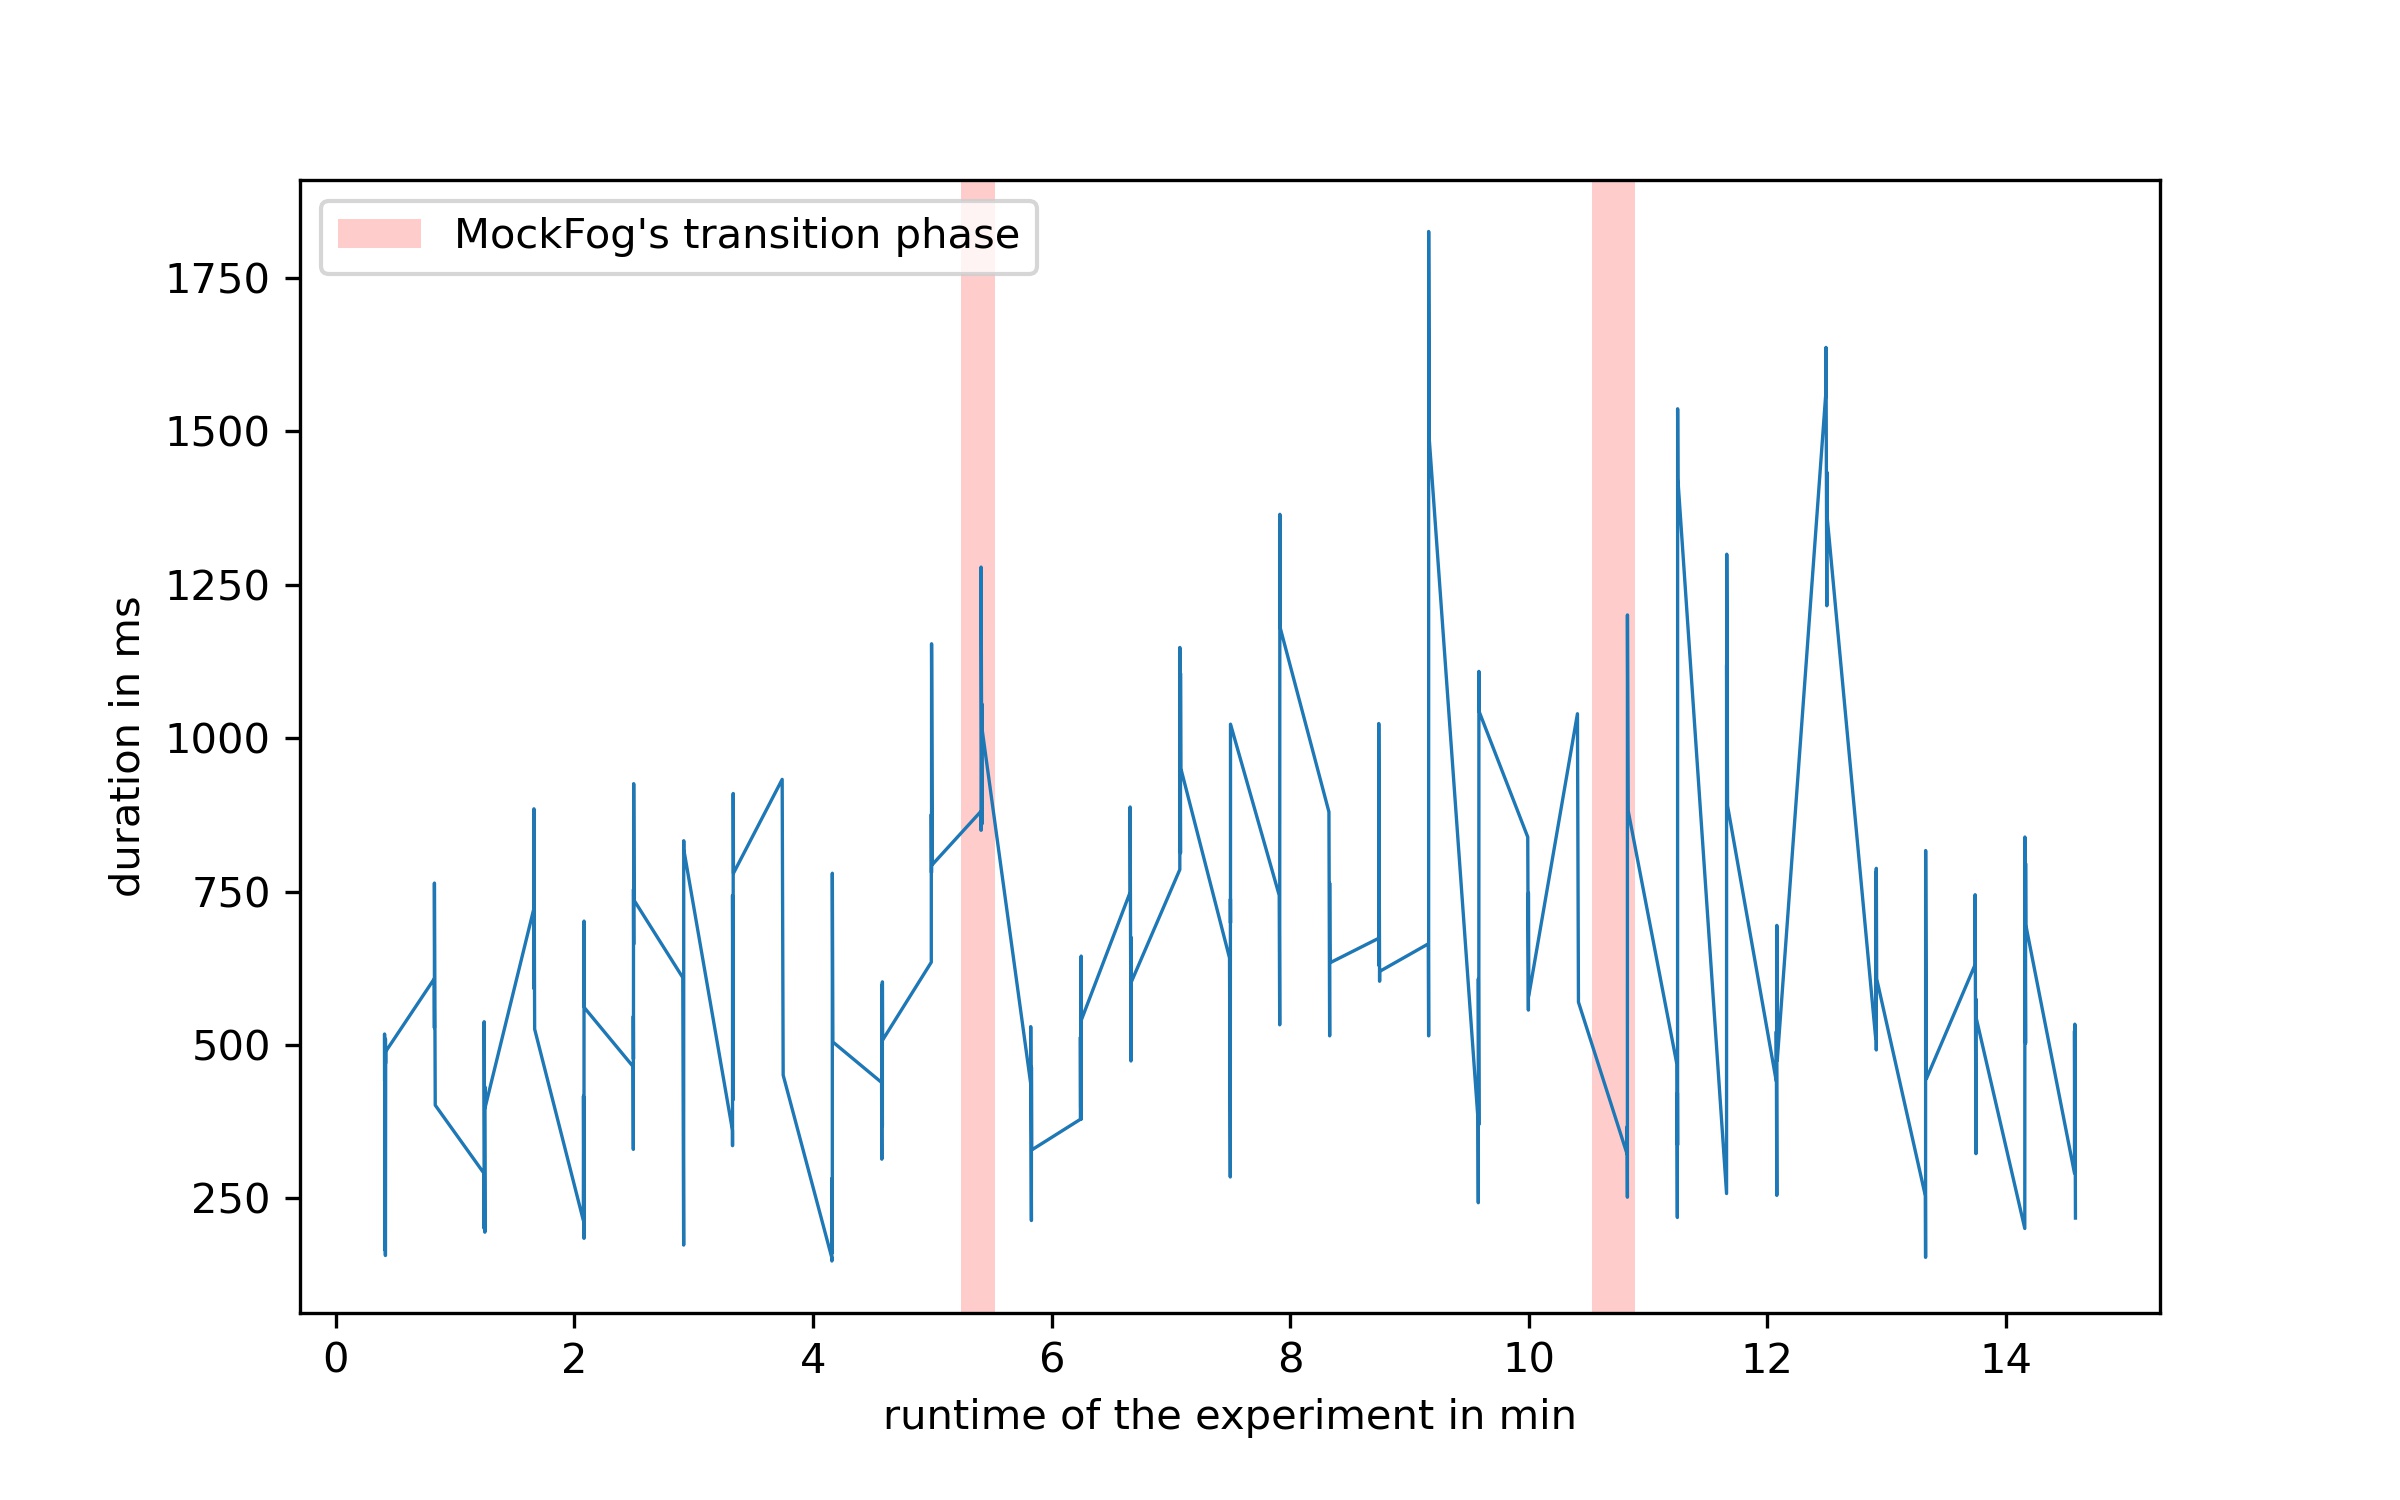 MockFog's transition phase
1750
1500
1250
1000
750
500
250
duration in ms
0 2 4 6 8 10 12 14
runtime of the experiment in min